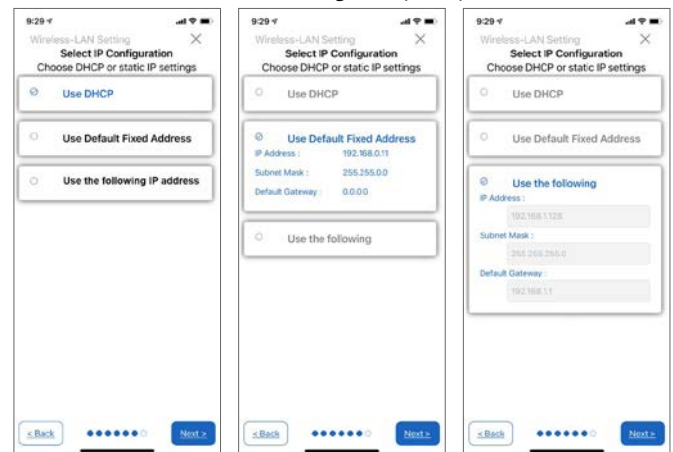 9:29
Wireless-LAN Setting
Select IP Configuration
Choose DHCP or static IP settings
Use DHCP
Use Default Fixed Address
Use the following IP address
< Back
Next >
9:29
Wireless-LAN Setting
Select IP Configuration
Choose DHCP or static IP settings
Use DHCP
Use Default Fixed Address
IP Address : 192.168.0.11
Subnet Mask : 255.255.0.0
Default Gateway : 0.0.0.0
Use the following
< Back
Next >
9:29
Wireless-LAN Setting
Select IP Configuration
Choose DHCP or static IP settings
Use DHCP
Use Default Fixed Address
Use the following
IP Address :
192.168.1.128
Subnet Mask :
255.255.255.0
Default Gateway :
192.168.1.1
< Back
Next >